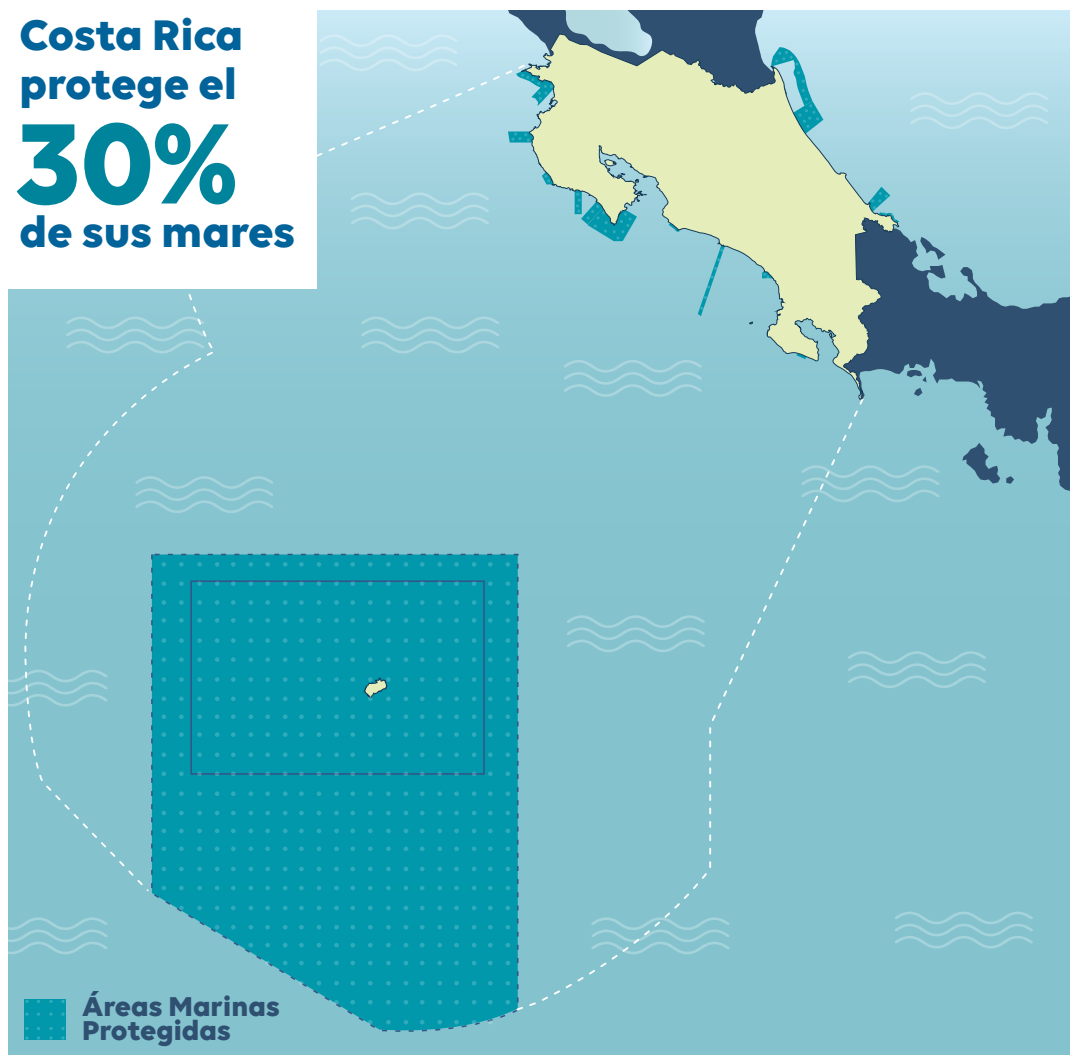 Costa Rica
protege el
30%
de sus mares
Áreas Marinas
Protegidas